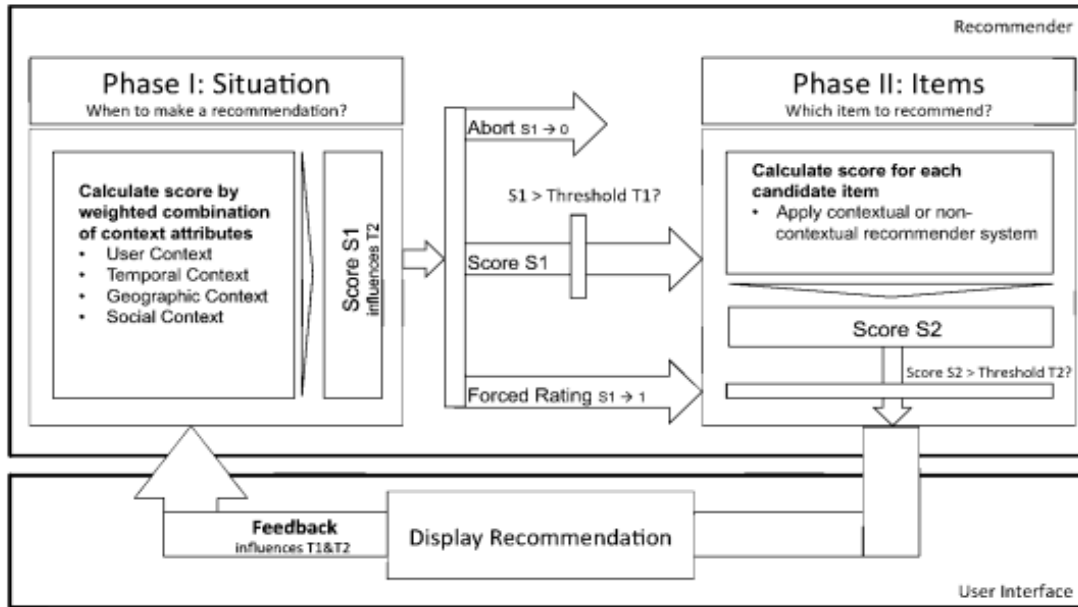 Recommender
Phase I: Situation
When to make a recommendation?
Calculate score by
weighted combination
of context attributes
• User Context
• Temporal Context
• Geographic Context
• Social Context
Score S1
influences T2
Abort S1 → 0
S1 > Threshold T1?
Score S1
Forced Rating S1 → 1
Phase II: Items
Which item to recommend?
Calculate score for each
candidate item
• Apply contextual or non-
contextual recommender system
Score S2
Score S2 > Threshold T2?
Feedback
influences T1&T2
Display Recommendation
User Interface